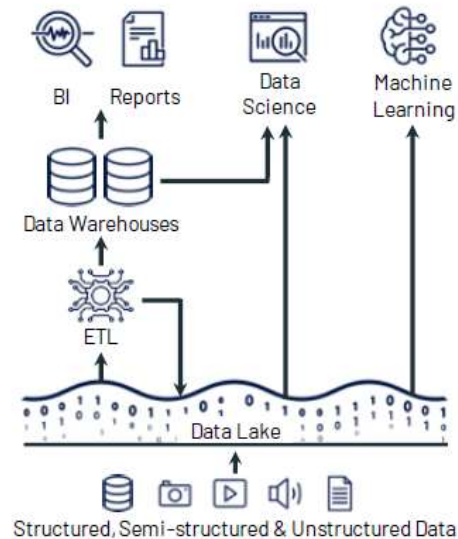 BI Reports
Data
Science
Machine
Learning
Data Warehouses
ETL
Data Lake
Structured, Semi-structured & Unstructured Data